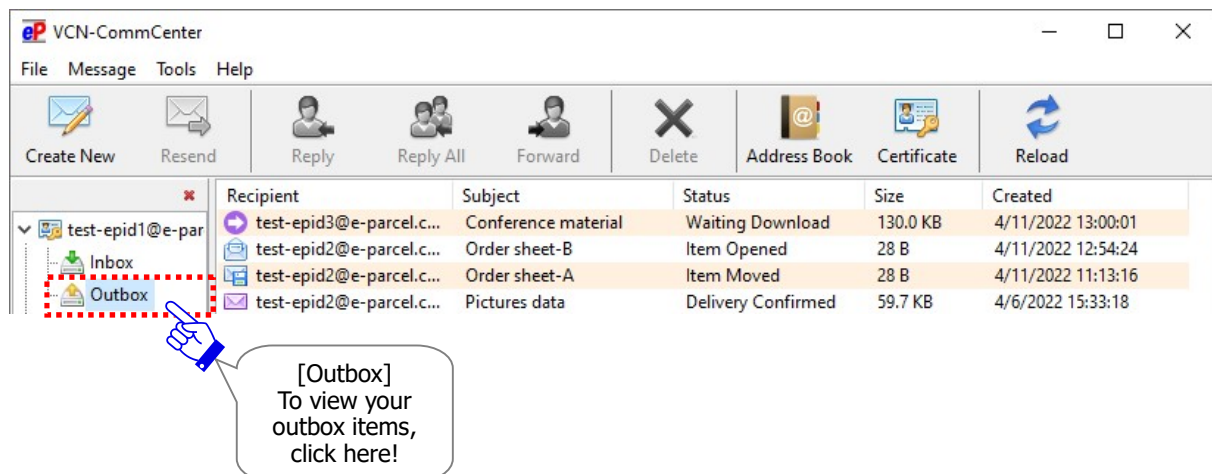 eP VCN-CommCenter
File Message Tools Help
Create New Resend Reply Reply All Forward Delete Address Book Certificate Reload
Recipient Subject Status Size Created
test-epid1@e-par
Inbox
Outbox
test-epid3@e-parcel.c... Conference material Waiting Download 130.0 KB 4/11/2022 13:00:01
test-epid2@e-parcel.c... Order sheet-B Item Opened 28 B 4/11/2022 12:54:24
test-epid2@e-parcel.c... Order sheet-A Item Moved 28 B 4/11/2022 11:13:16
test-epid2@e-parcel.c... Pictures data Delivery Confirmed 59.7 KB 4/6/2022 15:33:18
[Outbox]
To view your
outbox items,
click here!